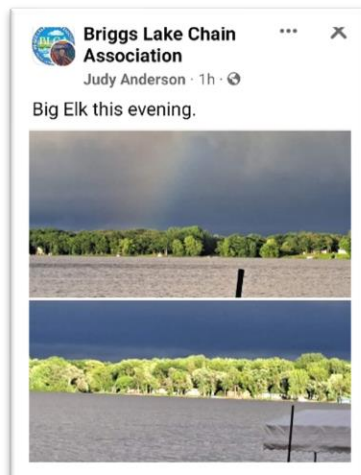 Briggs Lake Chain
Association
Judy Anderson · 1h ·
Big Elk this evening.